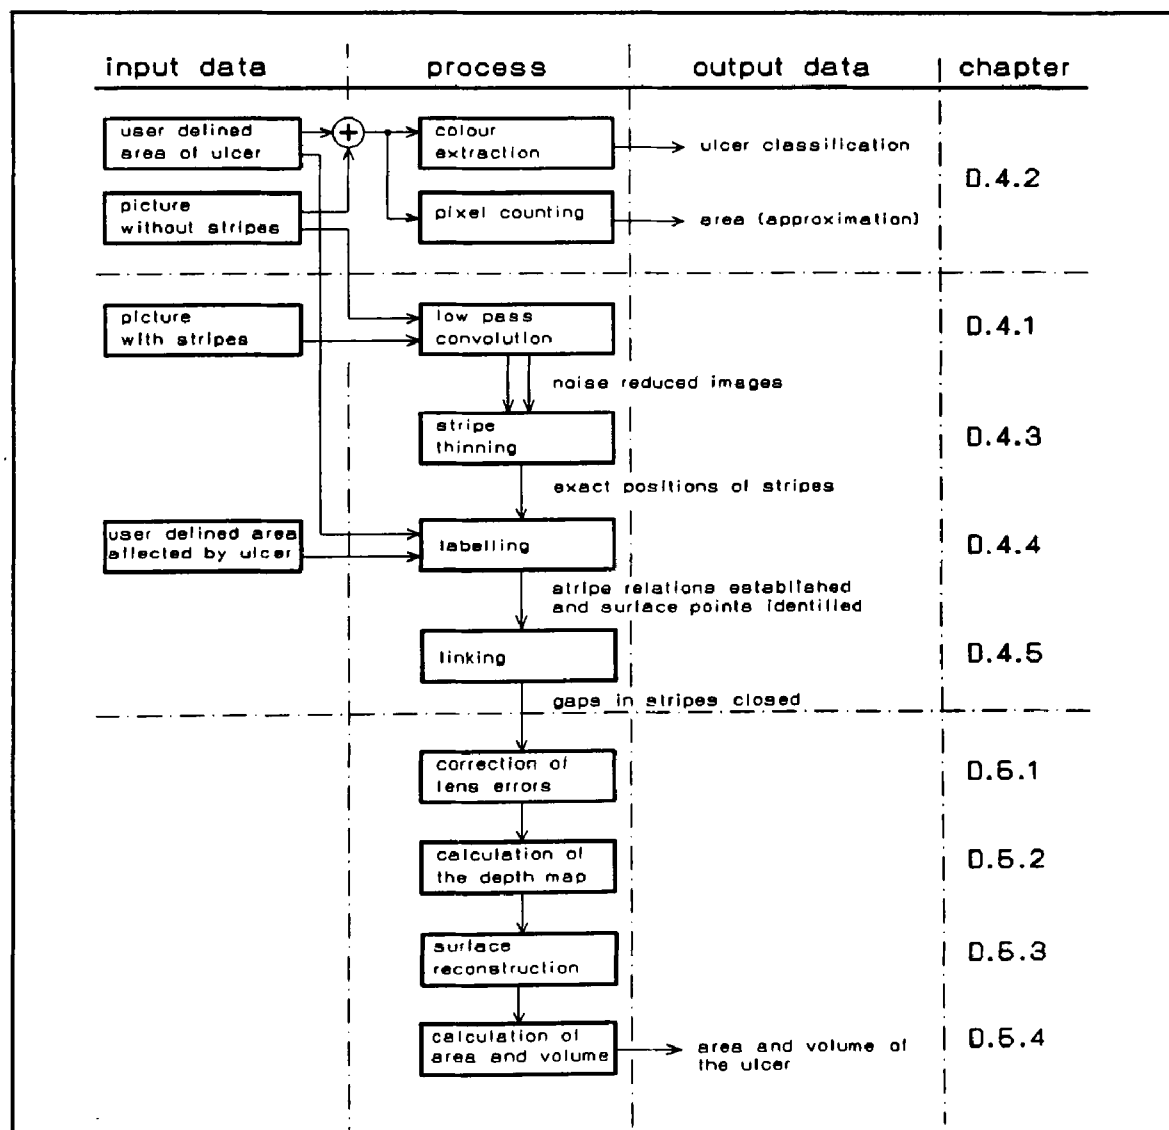 input data
process
output data
chapter
user defined
area of ulcer
colour
extraction
ulcer classification
D.4.2
picture
without stripes
pixel counting
area (approximation)
picture
with stripes
low pass
convolution
D.4.1
noise reduced images
stripe
thinning
D.4.3
exact positions of stripes
user defined area
affected by ulcer
labelling
D.4.4
stripe relations established
and surface points identified
linking
D.4.5
gaps in stripes closed
correction of
lens errors
D.5.1
calculation of
the depth map
D.5.2
surface
reconstruction
D.5.3
calculation of
area and volume
area and volume of
the ulcer
D.5.4